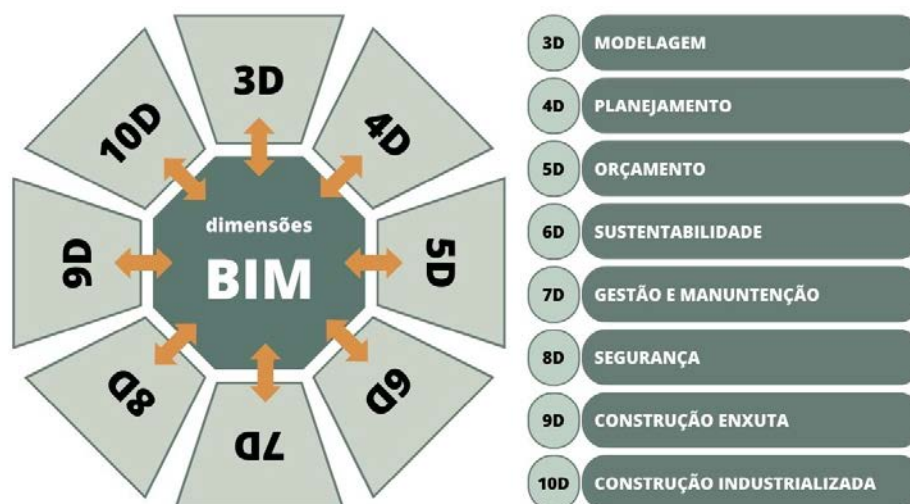 3D
4D
5D
6D
7D
8D
9D
10D
dimensões
BIM
3D MODELAGEM
4D PLANEJAMENTO
5D ORÇAMENTO
6D SUSTENTABILIDADE
7D GESTÃO E MANUNTENÇÃO
8D SEGURANÇA
9D CONSTRUÇÃO ENXUTA
10D CONSTRUÇÃO INDUSTRIALIZADA